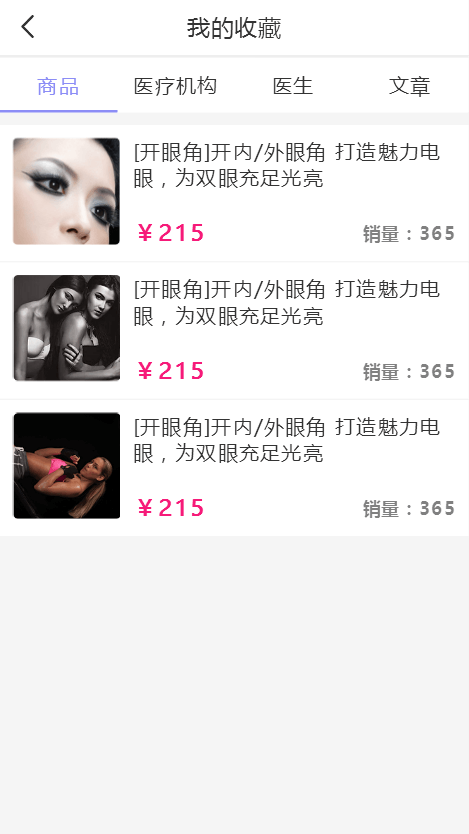 我的收藏
商品 医疗机构 医生 文章
[开眼角]开内/外眼角 打造魅力电
眼，为双眼充足光亮
￥215 销量：365
[开眼角]开内/外眼角 打造魅力电
眼，为双眼充足光亮
￥215 销量：365
[开眼角]开内/外眼角 打造魅力电
眼，为双眼充足光亮
￥215 销量：365